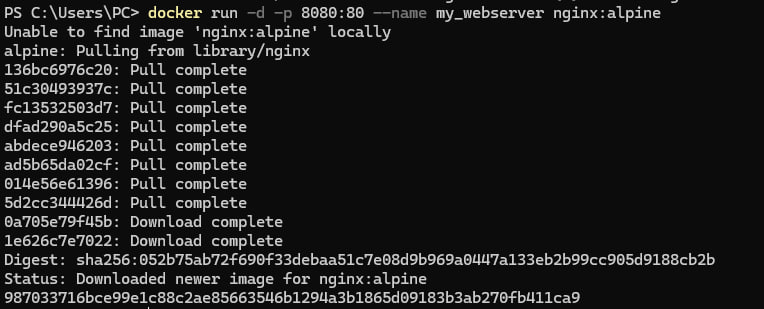 PS C:\Users\PC> docker run -d -p 8080:80 --name my_webserver nginx:alpine
Unable to find image 'nginx:alpine' locally
alpine: Pulling from library/nginx
136bc6976c20: Pull complete
51c30493937c: Pull complete
fc13532503d7: Pull complete
dfad290a5c25: Pull complete
abdece946203: Pull complete
ad5b65da02cf: Pull complete
014e56e61396: Pull complete
5d2cc344426d: Pull complete
0a705e79f45b: Download complete
1e626c7e7022: Download complete
Digest: sha256:052b75ab72f690f33debaa51c7e08d9b969a0447a133eb2b99cc905d9188cb2b
Status: Downloaded newer image for nginx:alpine
987033716bce99e1c88c2ae85663546b1294a3b1865d09183b3ab270fb411ca9